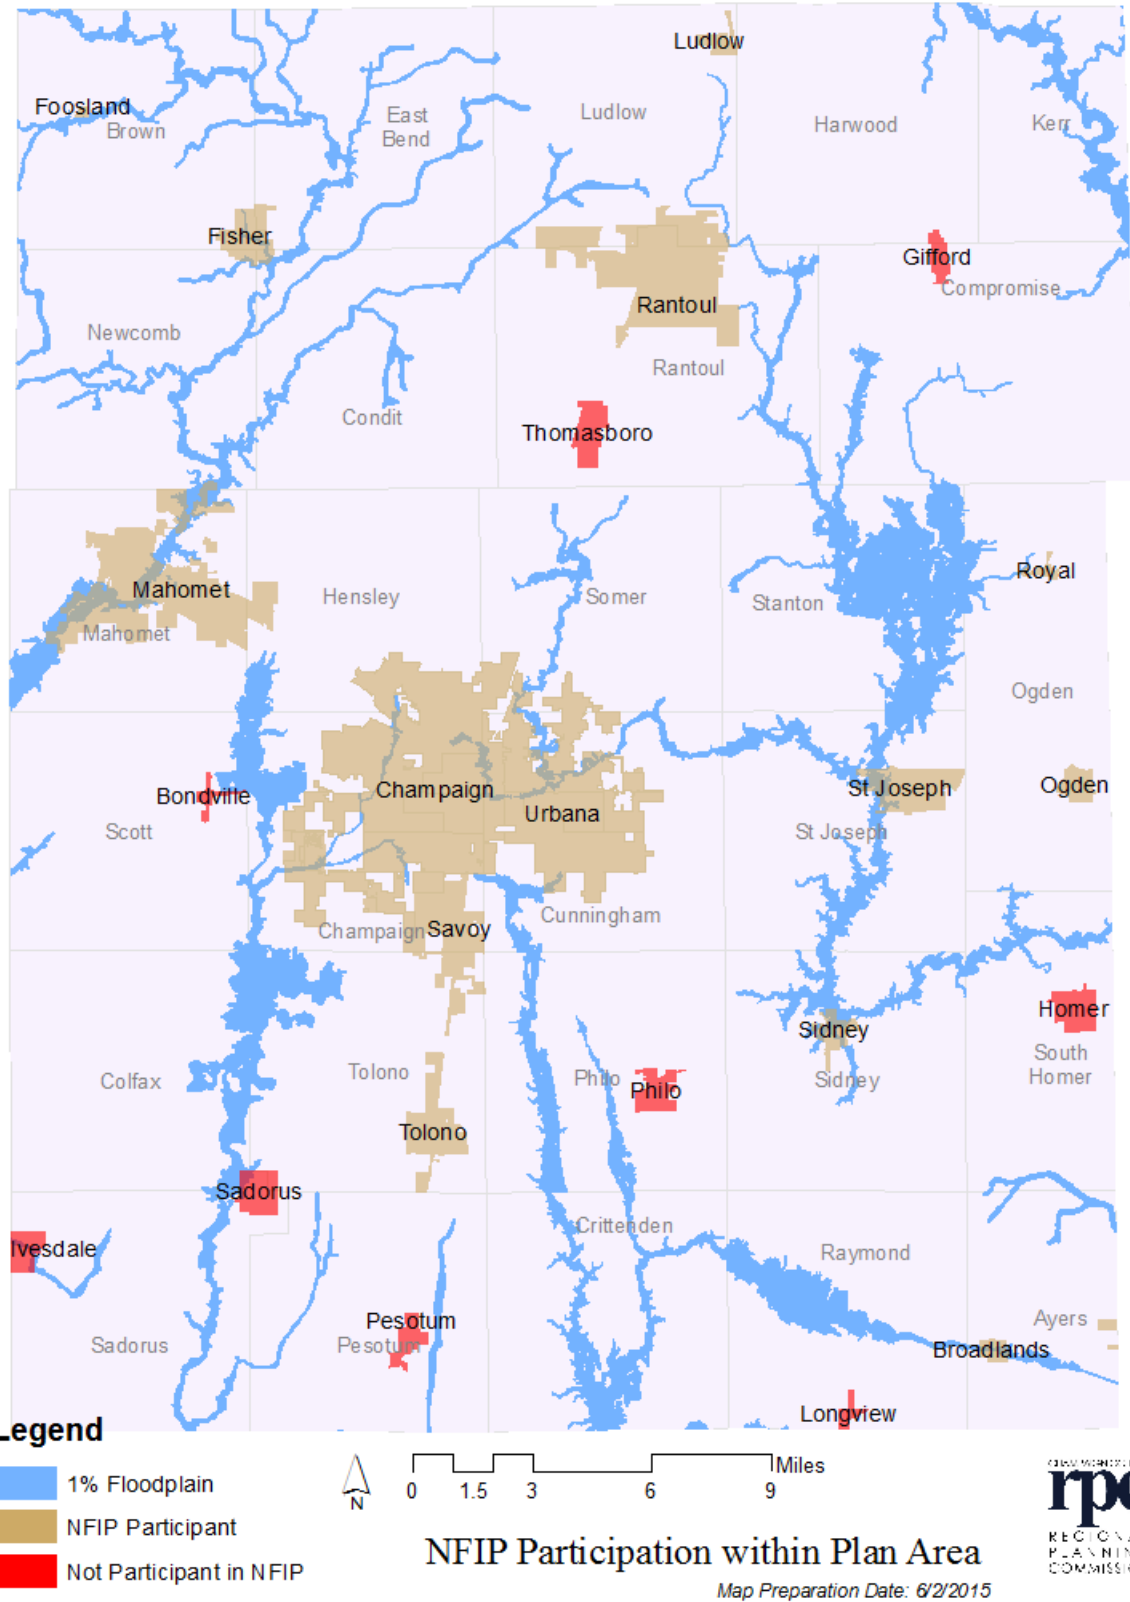 Ludlow
Foosland
Brown
East
Bend
Ludlow
Harwood
Kerr
Fisher
Gifford
Compromise
Rantoul
Newcomb
Rantoul
Condit
Thomasboro
Mahomet
Hensley
Somer
Stanton
Royal
Mahomet
Ogden
Bondville
Champaign
Urbana
St Joseph
Ogden
Scott
St Joseph
Champaign
Savoy
Cunningham
Homer
Sidney
South
Homer
Colfax
Tolono
Philo
Philo
Sidney
Tolono
Sadorus
Ivesdale
Crittenden
Raymond
Pesotum
Sadorus
Pesotum
Ayers
Broadlands
Longview
Legend
1% Floodplain
NFIP Participant
Not Participant in NFIP
N
0 1.5 3 6 9 Miles
NFIP Participation within Plan Area
Map Preparation Date: 6/2/2015
rpc
REGIONA
PLANNIN
COMMISSI